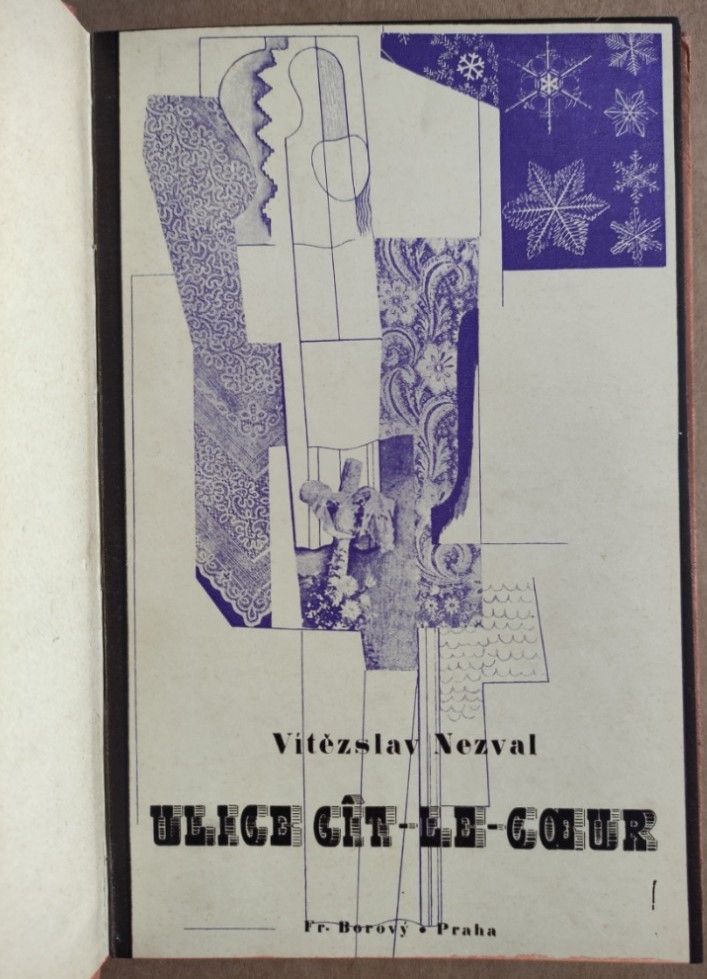 Vítězslav Nezval
ULICE GÎT-LE-CŒUR
Fr. Borový • Praha